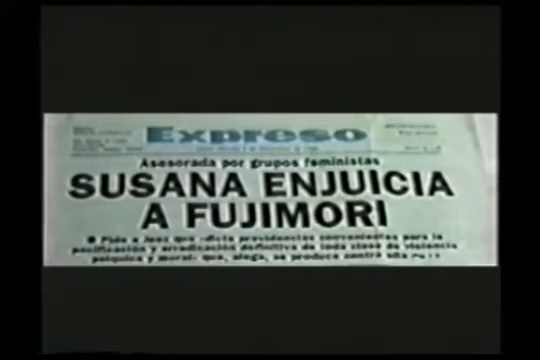 Expreso
Asesorada por grupos feministas
SUSANA ENJUICIA
A FUJIMORI
Pide a Juez que «dicte providencias convenientes para la
pacificación y erradicación definitiva de toda clase de violencia
psíquica y moral» que, alega, se produce contra ella